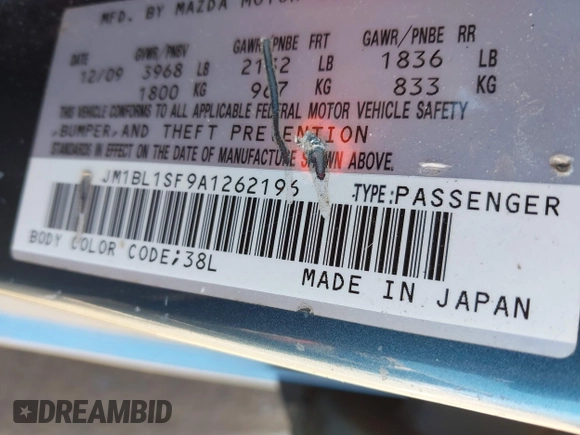 MFD. BY MAZDA MOTOR
DATE GVWR/PNBV GAWR/PNBE FRT GAWR/PNBE RR
12/09 3968 LB LB 1836 LB
1800 KG KG 833 KG
THIS VEHICLE CONFORMS TO ALL APPLICABLE FEDERAL MOTOR VEHICLE SAFETY
,BUMPER,AND THEFT PREVENTION
STANDARDS IN EFFECT ON THE DATE OF MANUFACTURE SHOWN ABOVE.
JM1BL1SF9A1262196 TYPE:PASSENGER
BODY COLOR CODE;38L
MADE IN JAPAN
DREAMBID